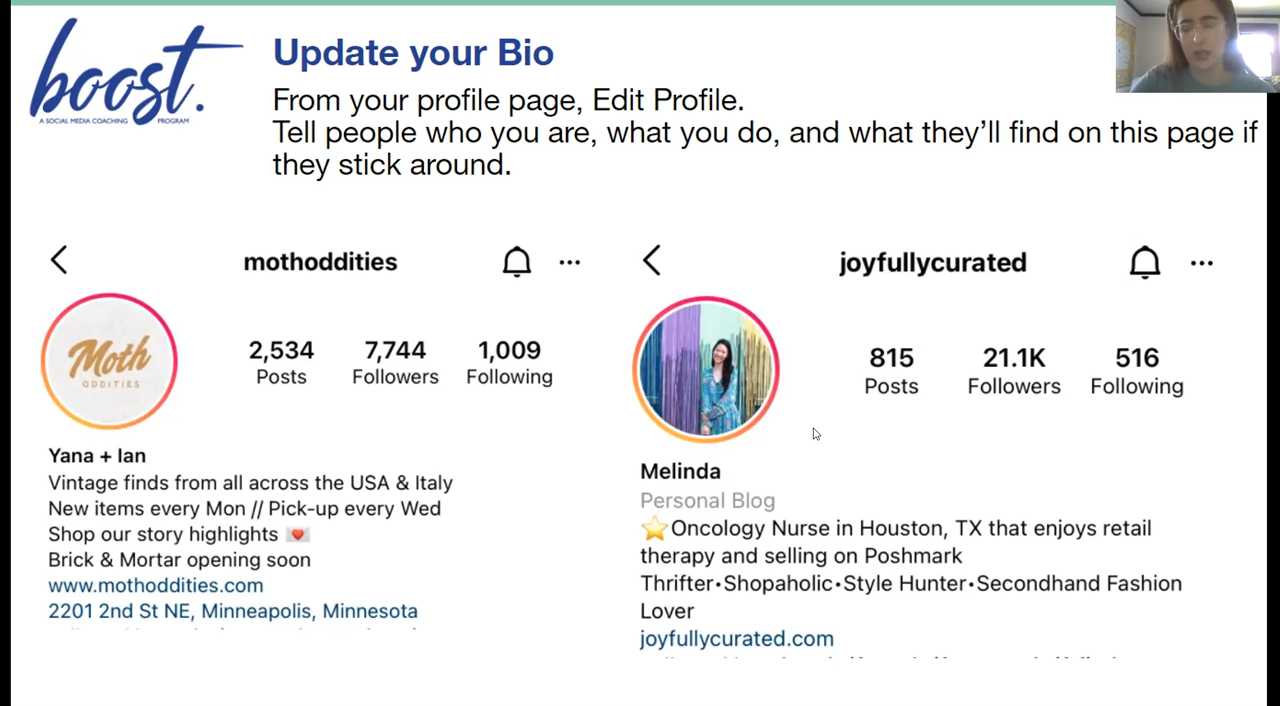 boost.
A SOCIAL MEDIA COACHING PROGRAM
Update your Bio
From your profile page, Edit Profile.
Tell people who you are, what you do, and what they'll find on this page if
they stick around.
mothoddities
Moth
ODDITIES
2,534 7,744 1,009
Posts Followers Following
Yana + Ian
Vintage finds from all across the USA & Italy
New items every Mon // Pick-up every Wed
Shop our story highlights 💌
Brick & Mortar opening soon
www.mothoddities.com
2201 2nd St NE, Minneapolis, Minnesota
joyfullycurated
815 21.1K 516
Posts Followers Following
Melinda
Personal Blog
⭐Oncology Nurse in Houston, TX that enjoys retail
therapy and selling on Poshmark
Thrifter•Shopaholic•Style Hunter•Secondhand Fashion
Lover
joyfullycurated.com